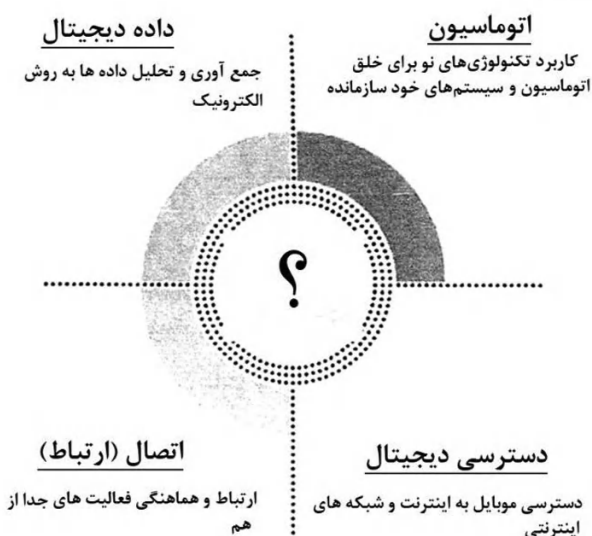 اتوماسیون
کاربرد تکنولوژی‌های نو برای خلق
اتوماسیون و سیستم‌های خود سازمانده
داده دیجیتال
جمع آوری و تحلیل داده ها به روش
الکترونیک
؟
دسترسی دیجیتال
دسترسی موبایل به اینترنت و شبکه های
اینترنتی
اتصال (ارتباط)
ارتباط و هماهنگی فعالیت های جدا از
هم